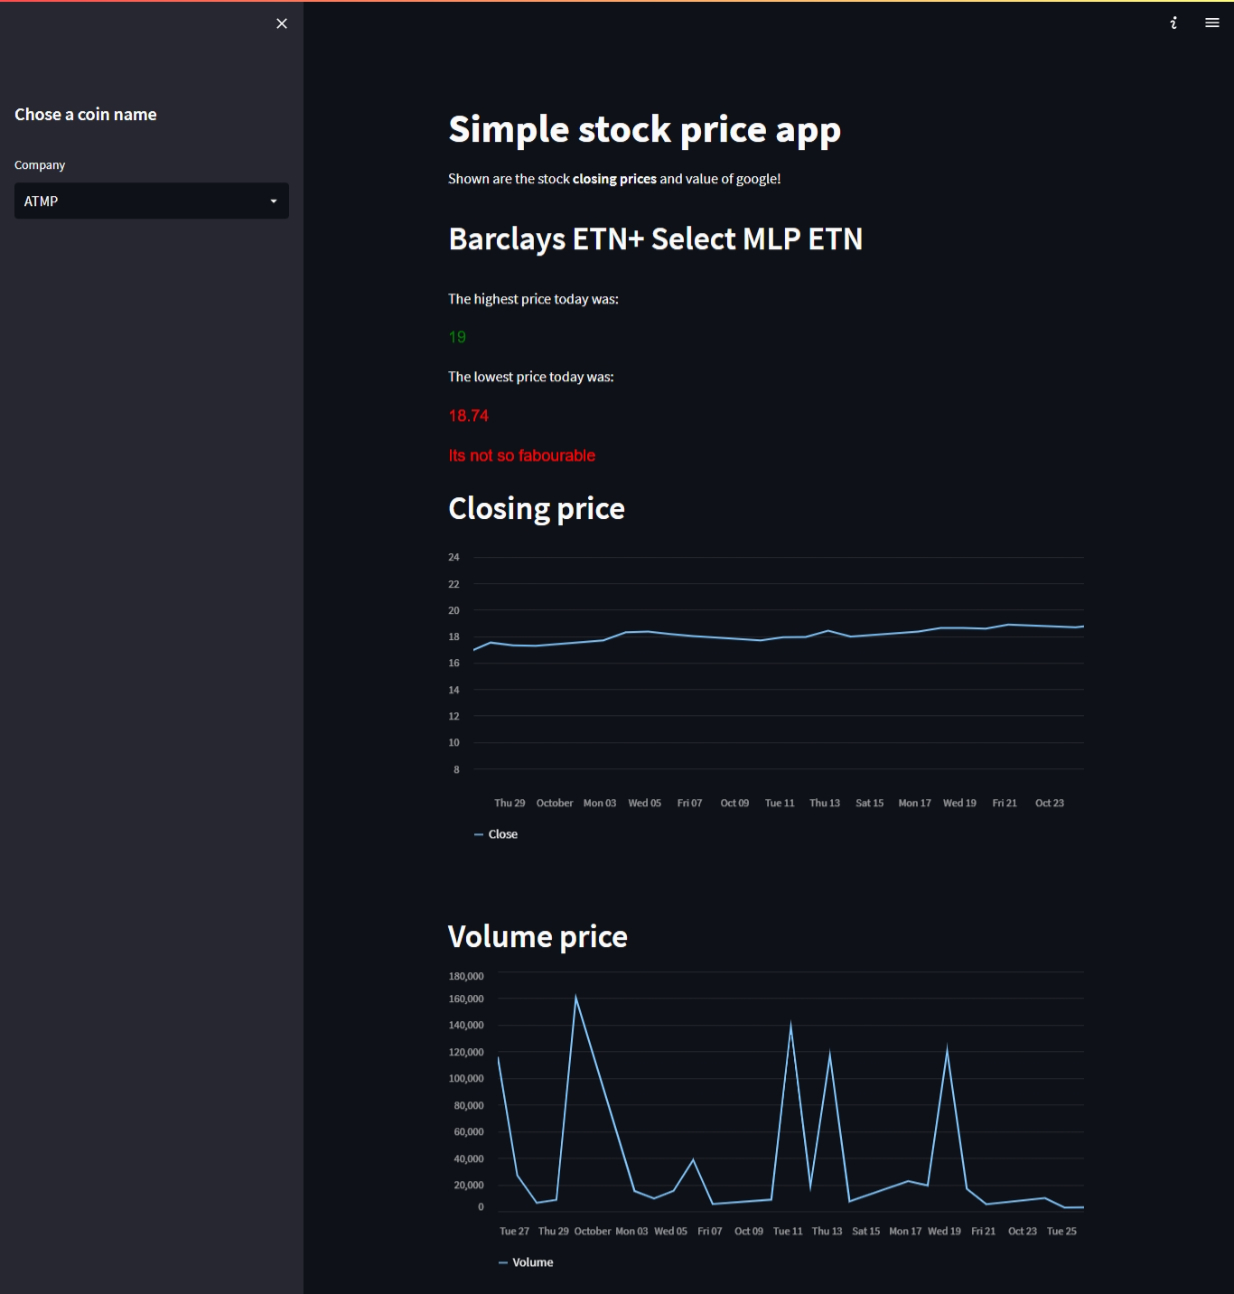 Chose a coin name
Company
ATMP
Simple stock price app
Shown are the stock closing prices and value of google!
Barclays ETN+ Select MLP ETN
The highest price today was:
19
The lowest price today was:
18.74
Its not so fabourable
Closing price
24
22
20
18
16
14
12
10
8
Thu 29 October Mon 03 Wed 05 Fri 07 Oct 09 Tue 11 Thu 13 Sat 15 Mon 17 Wed 19 Fri 21 Oct 23
Close
Volume price
180,000
160,000
140,000
120,000
100,000
80,000
60,000
40,000
20,000
0
Tue 27 Thu 29 October Mon 03 Wed 05 Fri 07 Oct 09 Tue 11 Thu 13 Sat 15 Mon 17 Wed 19 Fri 21 Oct 23 Tue 25
Volume